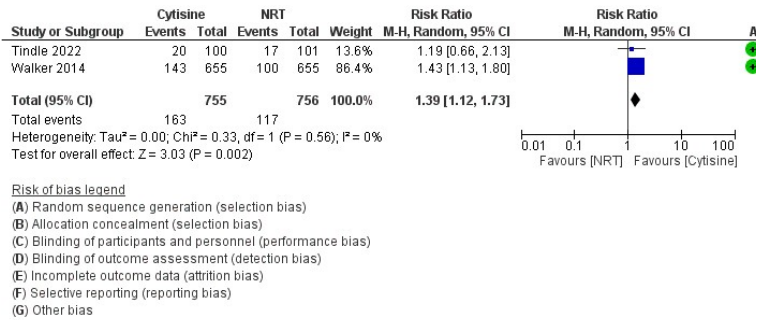 Cytisine NRT Risk Ratio Risk Ratio
Study or Subgroup Events Total Events Total Weight M-H, Random, 95% CI M-H, Random, 95% CI A
Tindle 2022 20 100 17 101 13.6% 1.19 [0.66, 2.13]
Walker 2014 143 655 100 655 86.4% 1.43 [1.13, 1.80]
Total (95% CI) 755 756 100.0% 1.39 [1.12, 1.73]
Total events 163 117
Heterogeneity: Tau² = 0.00; Chi² = 0.33, df = 1 (P = 0.56); I² = 0%
Test for overall effect: Z = 3.03 (P = 0.002)
0.01 0.1 1 10 100
Favours [NRT] Favours [Cytisine]
Risk of bias legend
(A) Random sequence generation (selection bias)
(B) Allocation concealment (selection bias)
(C) Blinding of participants and personnel (performance bias)
(D) Blinding of outcome assessment (detection bias)
(E) Incomplete outcome data (attrition bias)
(F) Selective reporting (reporting bias)
(G) Other bias